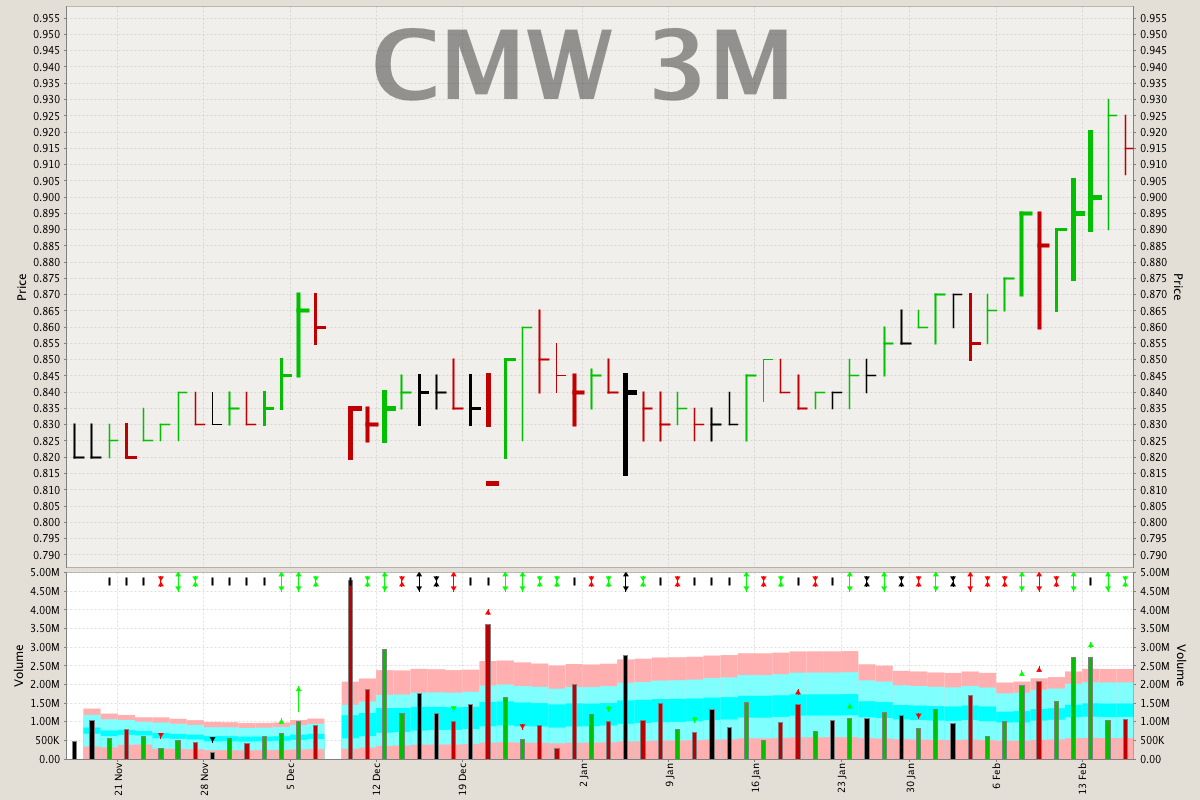 CMW 3M
0.955 0.955
0.950 0.950
0.945 0.945
0.940 0.940
0.935 0.935
0.930 0.930
0.925 0.925
0.920 0.920
0.915 0.915
0.910 0.910
0.905 0.905
0.900 0.900
0.895 0.895
0.890 0.890
0.885 0.885
0.880 0.880
0.875 0.875
0.870 0.870
0.865 0.865
0.860 0.860
0.855 0.855
0.850 0.850
0.845 0.845
0.840 0.840
0.835 0.835
0.830 0.830
0.825 0.825
0.820 0.820
0.815 0.815
0.810 0.810
0.805 0.805
0.800 0.800
0.795 0.795
0.790 0.790
Price
Price
5.00M 5.00M
4.50M 4.50M
4.00M 4.00M
3.50M 3.50M
3.00M 3.00M
2.50M 2.50M
2.00M 2.00M
1.50M 1.50M
1.00M 1.00M
500K 500K
0.00 0.00
Volume
Volume
21 Nov
28 Nov
5 Dec
12 Dec
19 Dec
2 Jan
9 Jan
16 Jan
23 Jan
30 Jan
6 Feb
13 Feb